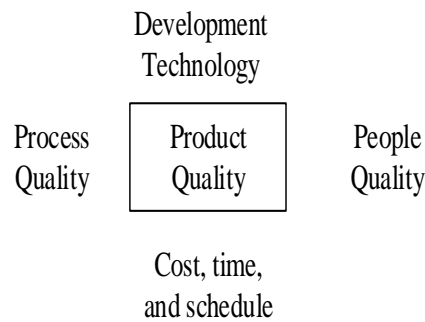 Development
Technology
Process
Quality
Product
Quality
People
Quality
Cost, time,
and schedule